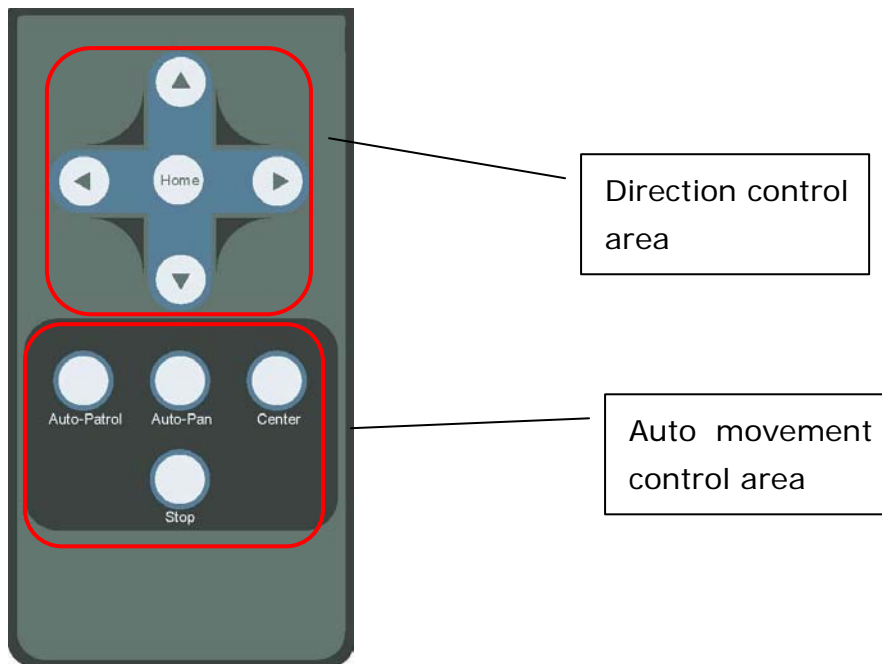 Home
Direction control
area
Auto-Patrol Auto-Pan Center
Stop
Auto movement
control area